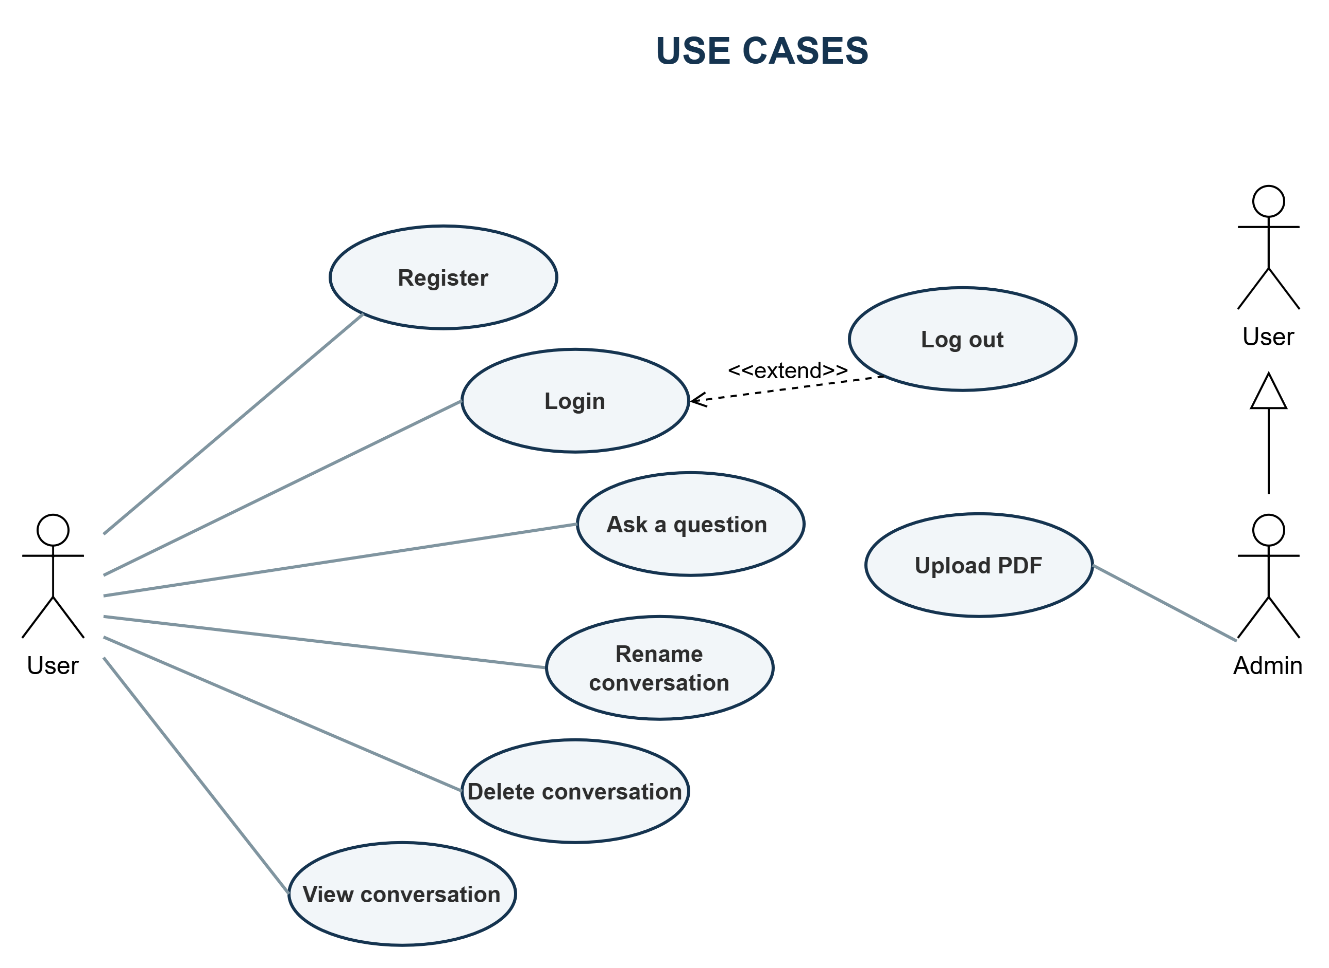 USE CASES
Register
Log out
User
<<extend>>
Login
Ask a question
Upload PDF
User
Rename
conversation
Admin
Delete conversation
View conversation